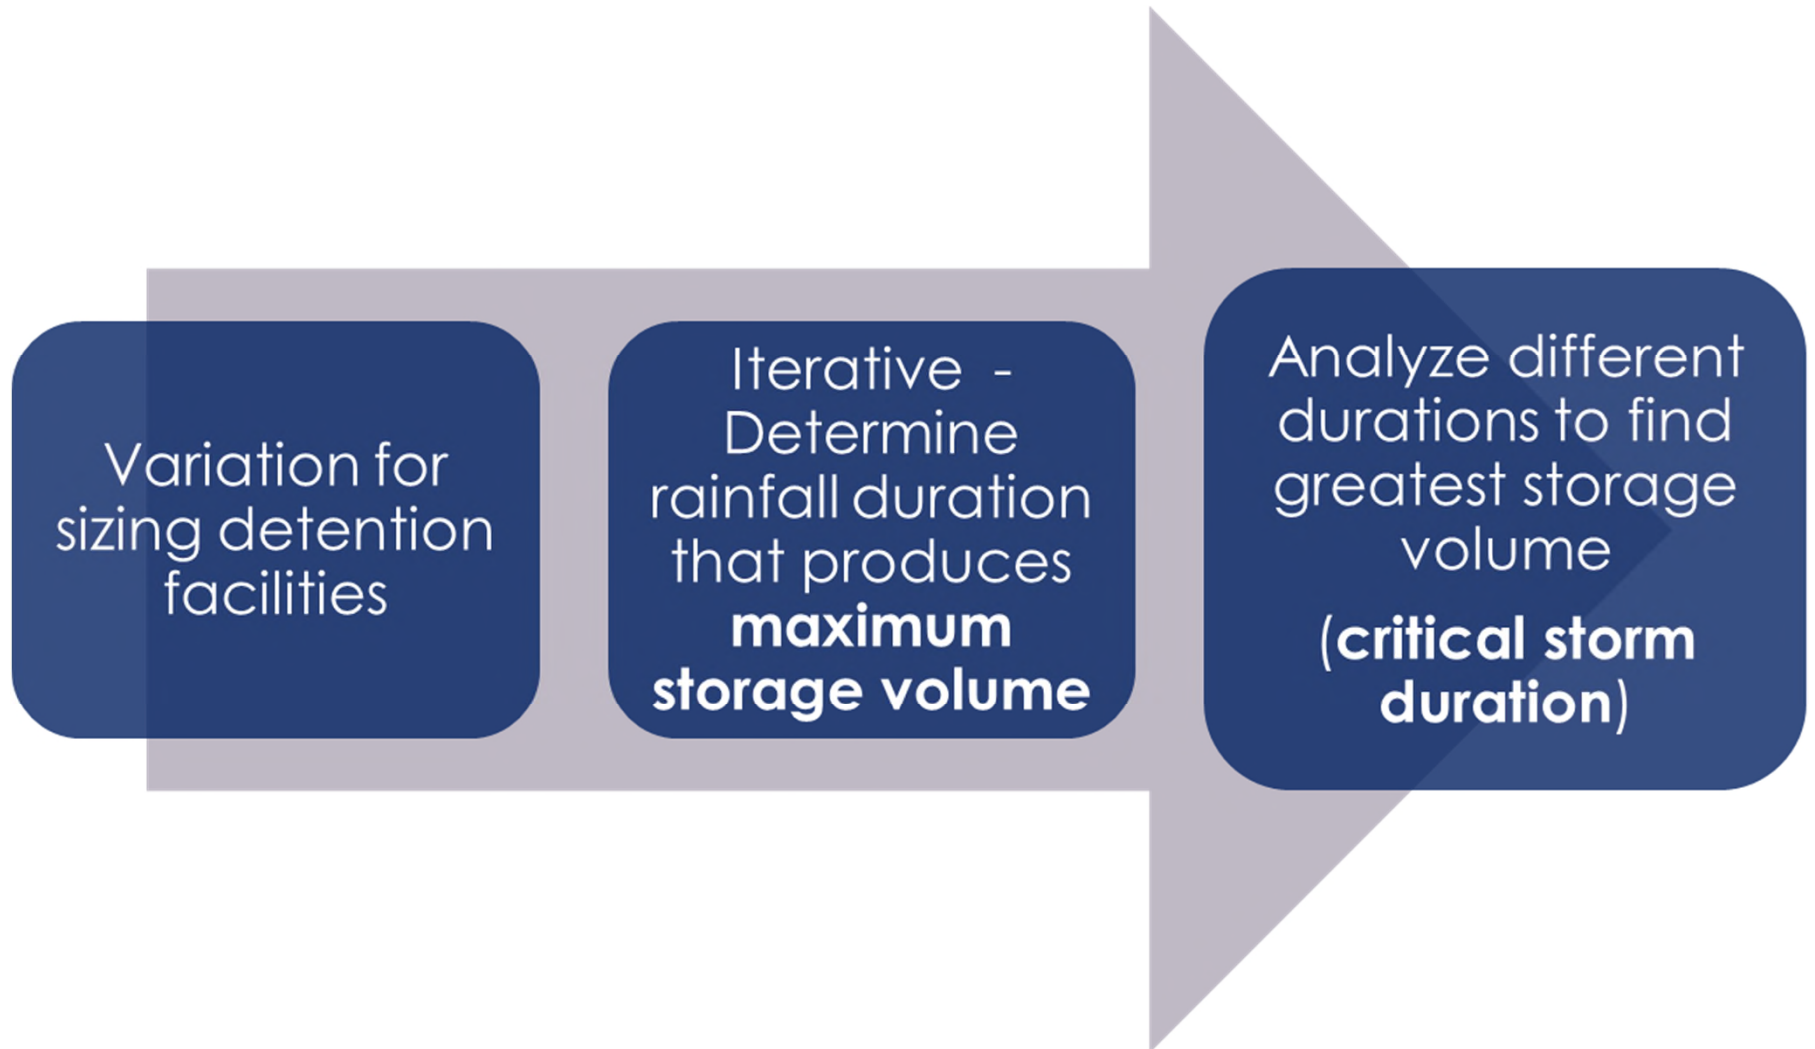 Variation for
sizing detention
facilities
Iterative -
Determine
rainfall duration
that produces
maximum
storage volume
Analyze different
durations to find
greatest storage
volume
(critical storm
duration)